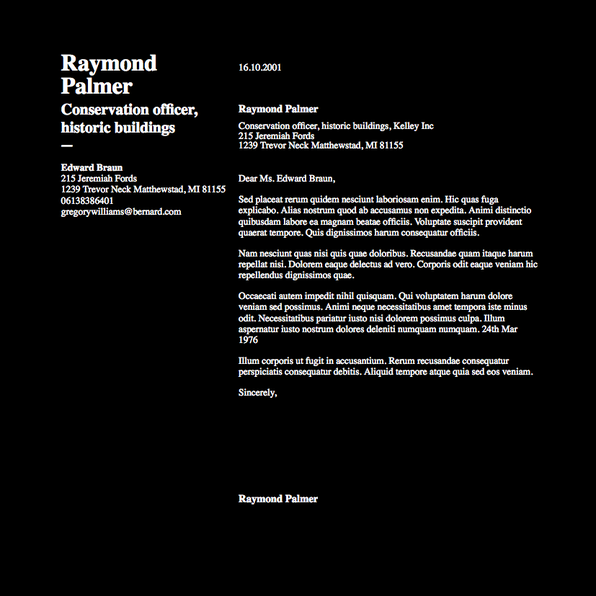 Raymond
Palmer
Conservation officer,
historic buildings
—
Edward Braun
215 Jeremiah Fords
1239 Trevor Neck Matthewstad, MI 81155
06138386401
gregorywilliams@bernard.com
16.10.2001
Raymond Palmer
Conservation officer, historic buildings, Kelley Inc
215 Jeremiah Fords
1239 Trevor Neck Matthewstad, MI 81155
Dear Ms. Edward Braun,
Sed placeat rerum quidem nesciunt laboriosam enim. Hic quas fuga
explicabo. Alias nostrum quod ab accusamus non expedita. Animi distinctio
quibusdam labore ea magnam beatae officiis. Voluptate suscipit provident
quaerat tempore. Quis dignissimos harum consequatur officiis.
Nam nesciunt quas nisi quis quae doloribus. Recusandae quam itaque harum
repellat nisi. Dolorem eaque delectus ad vero. Corporis odit eaque veniam hic
repellendus dignissimos quae.
Occaecati autem impedit nihil quisquam. Qui voluptatem harum dolore
veniam sed possimus. Animi neque necessitatibus amet tempora iste minus
odit. Necessitatibus pariatur iusto nisi dolorem possimus culpa. Illum
aspernatur iusto nostrum dolores deleniti numquam numquam. 24th Mar
1976
Illum corporis ut fugit in accusantium. Rerum recusandae consequatur
perspiciatis consequatur debitis. Aliquid tempore atque quia sed eos veniam.
Sincerely,
Raymond Palmer